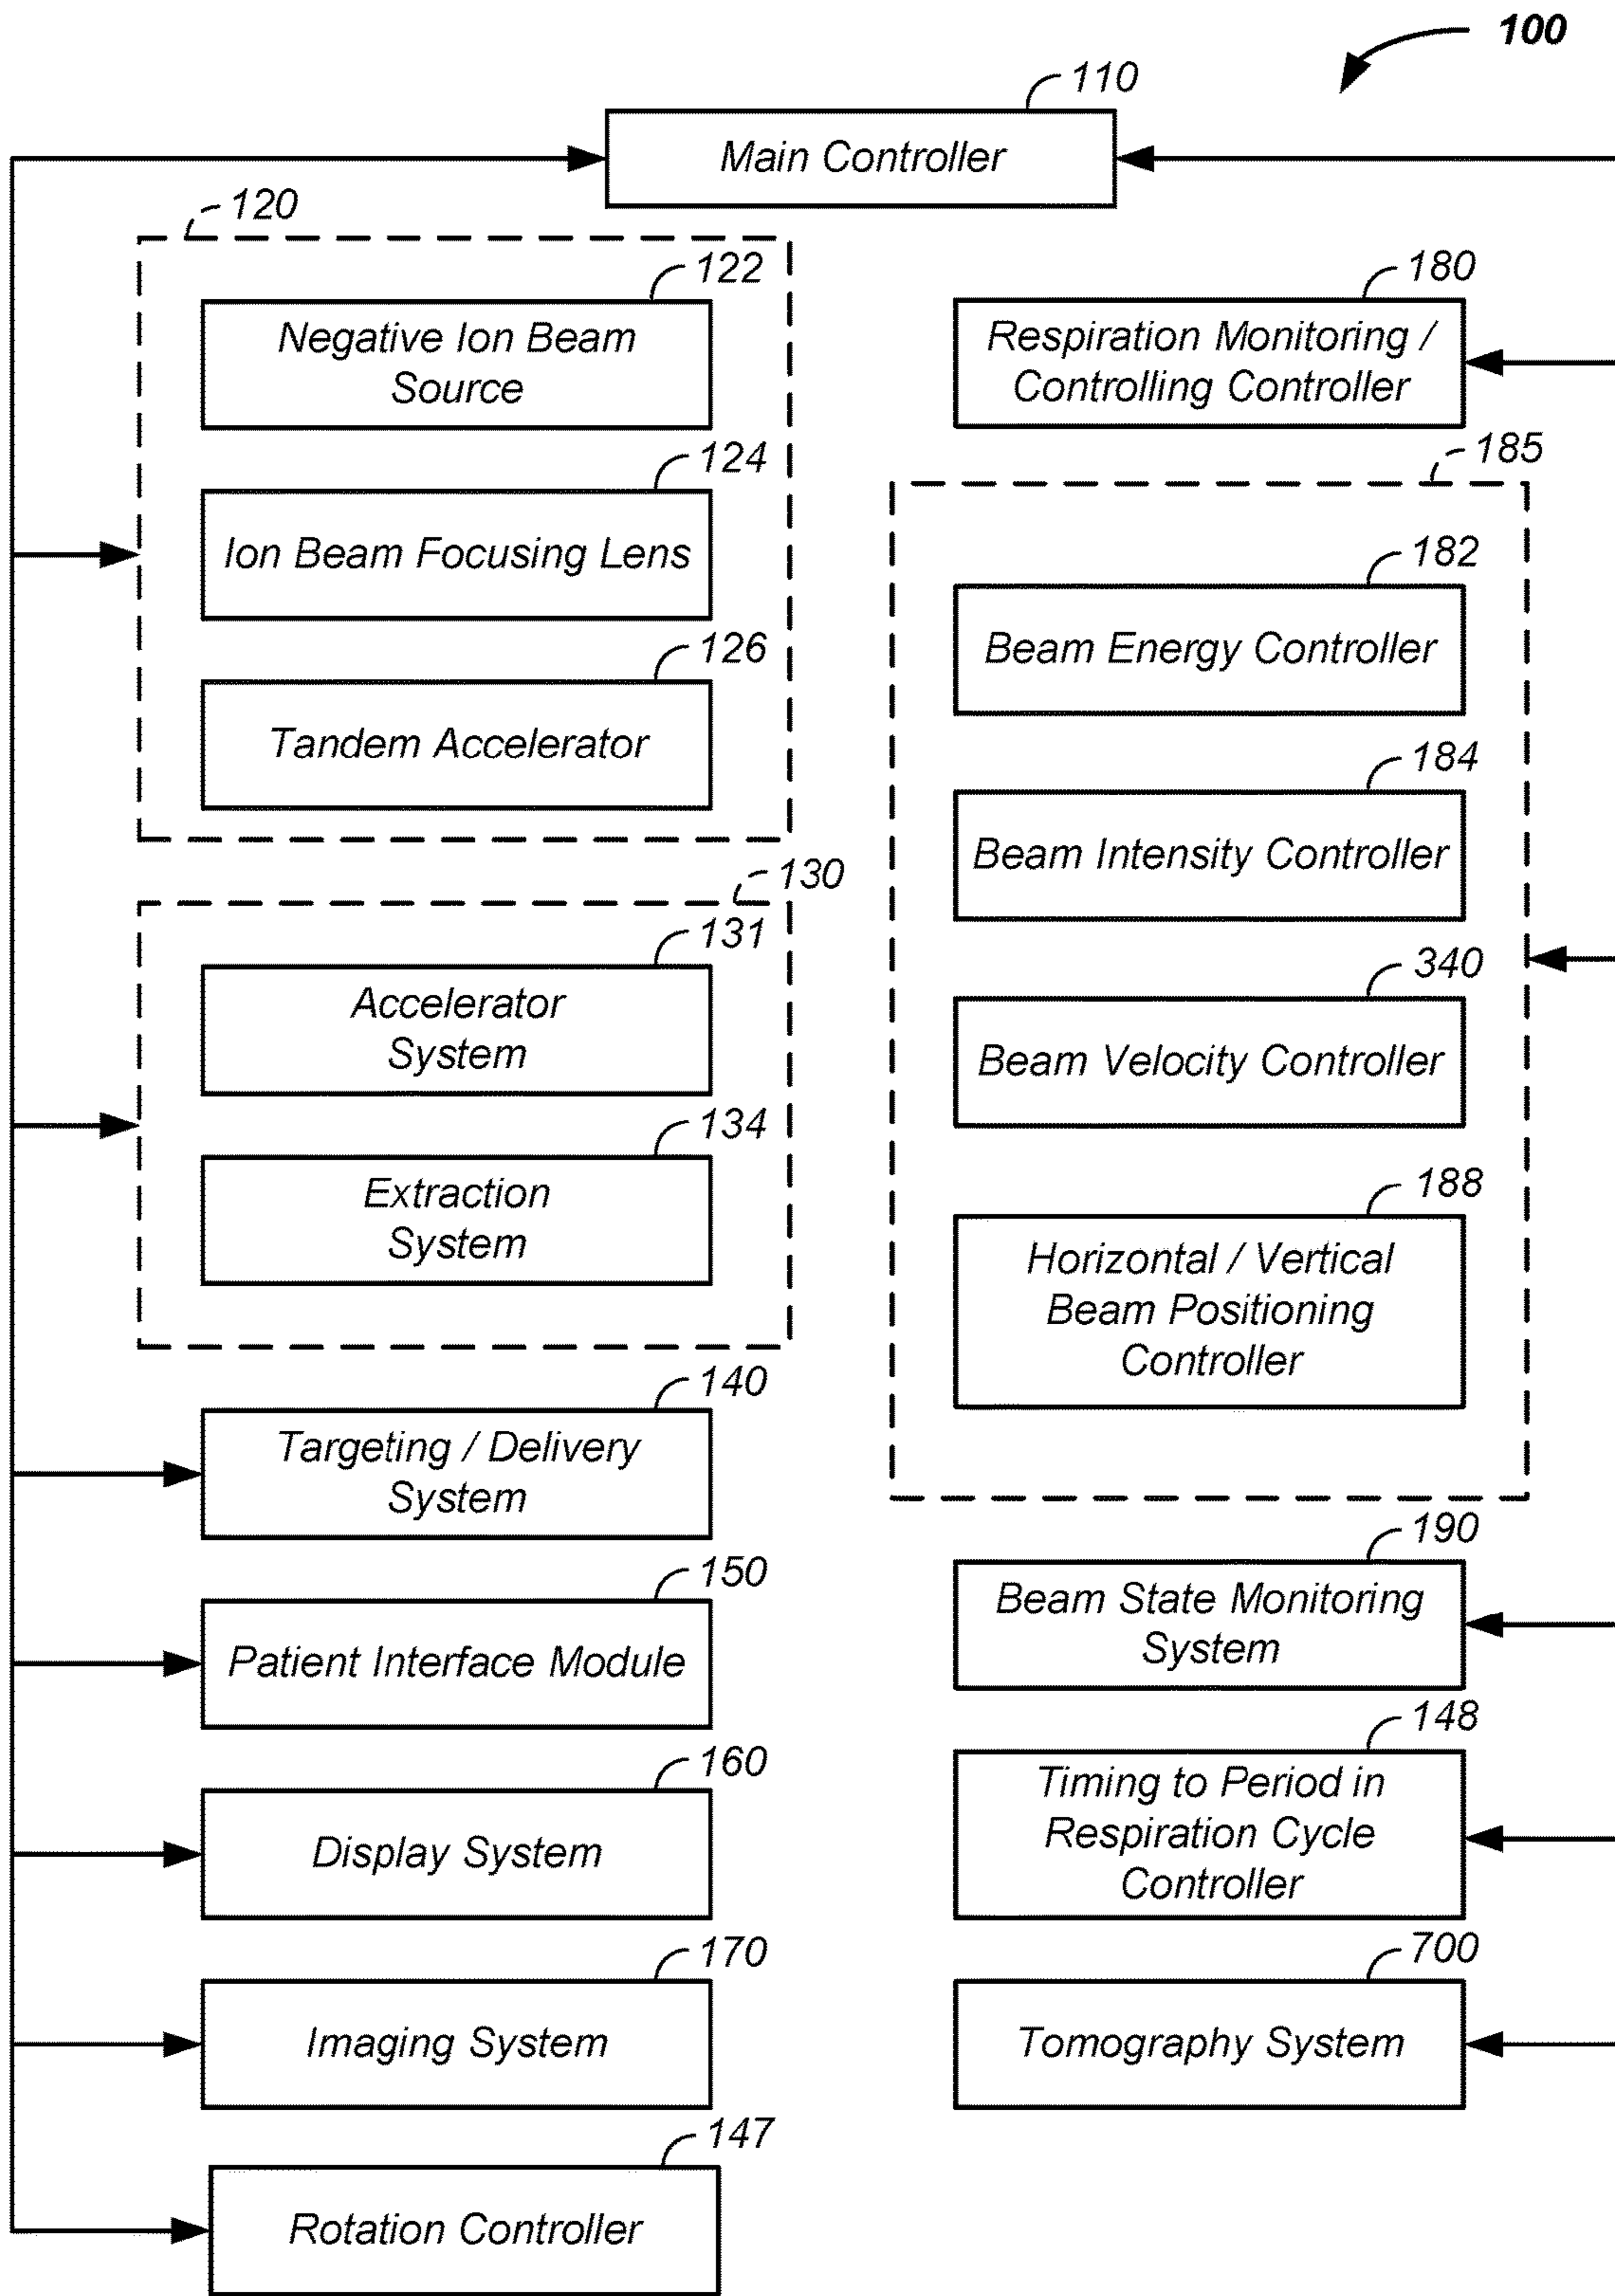 100
110
Main Controller
120
122
Negative Ion Beam
Source
124
Ion Beam Focusing Lens
126
Tandem Accelerator
130
131
Accelerator
System
134
Extraction
System
140
Targeting / Delivery
System
150
Patient Interface Module
160
Display System
170
Imaging System
147
Rotation Controller
180
Respiration Monitoring /
Controlling Controller
185
182
Beam Energy Controller
184
Beam Intensity Controller
340
Beam Velocity Controller
188
Horizontal / Vertical
Beam Positioning
Controller
190
Beam State Monitoring
System
148
Timing to Period in
Respiration Cycle
Controller
700
Tomography System